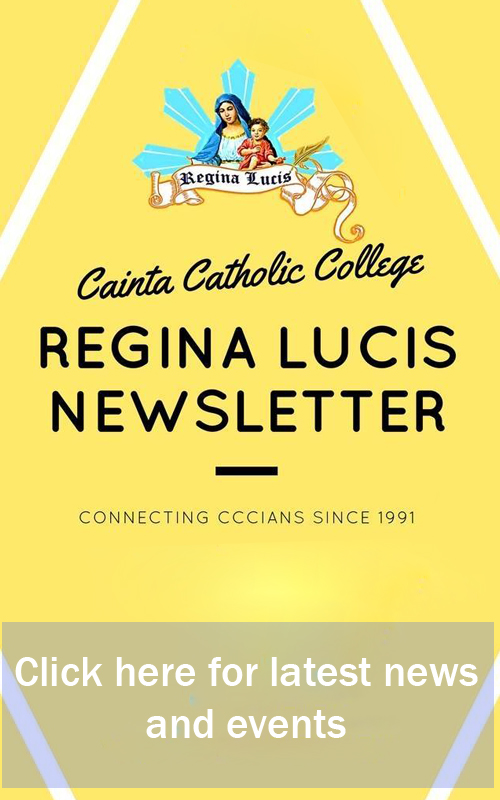 Regina Lucis
Cainta Catholic College
REGINA LUCIS
NEWSLETTER
CONNECTING CCCIANS SINCE 1991
Click here for latest news
and events